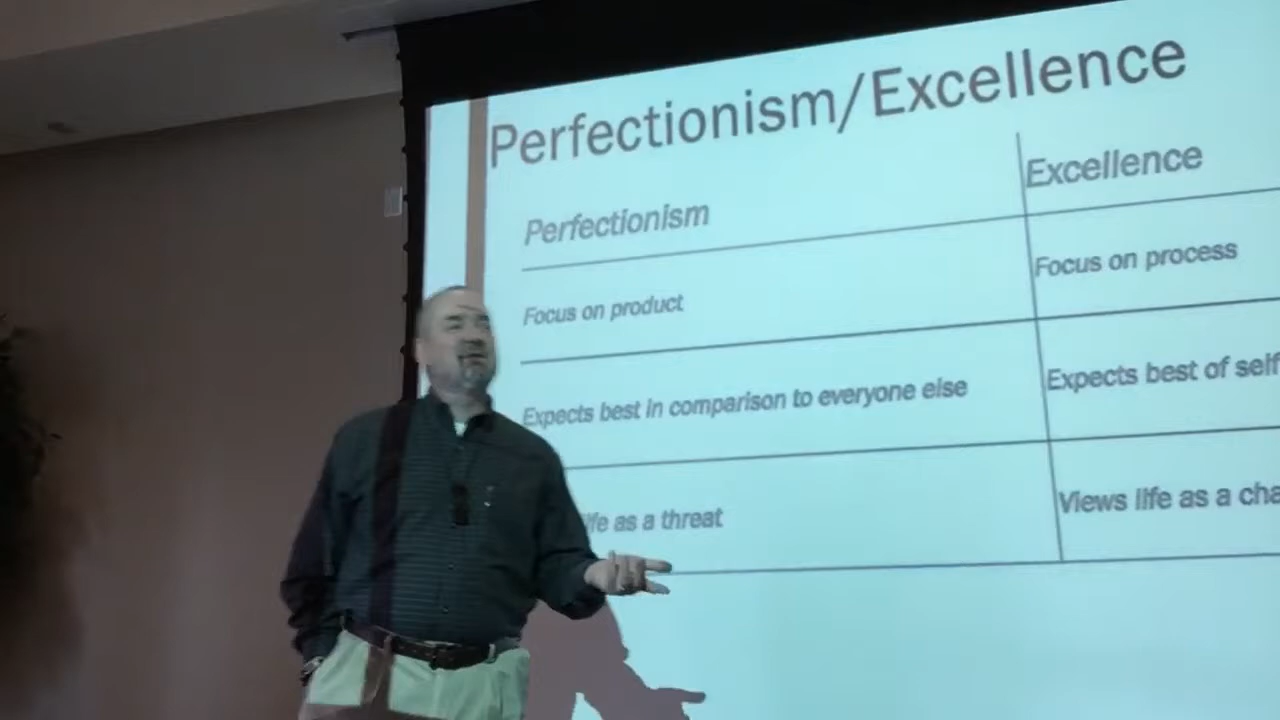 Perfectionism/Excellence
Perfectionism
Excellence
Focus on product
Focus on process
Expects best in comparison to everyone else
Expects best of self
life as a threat
Views life as a